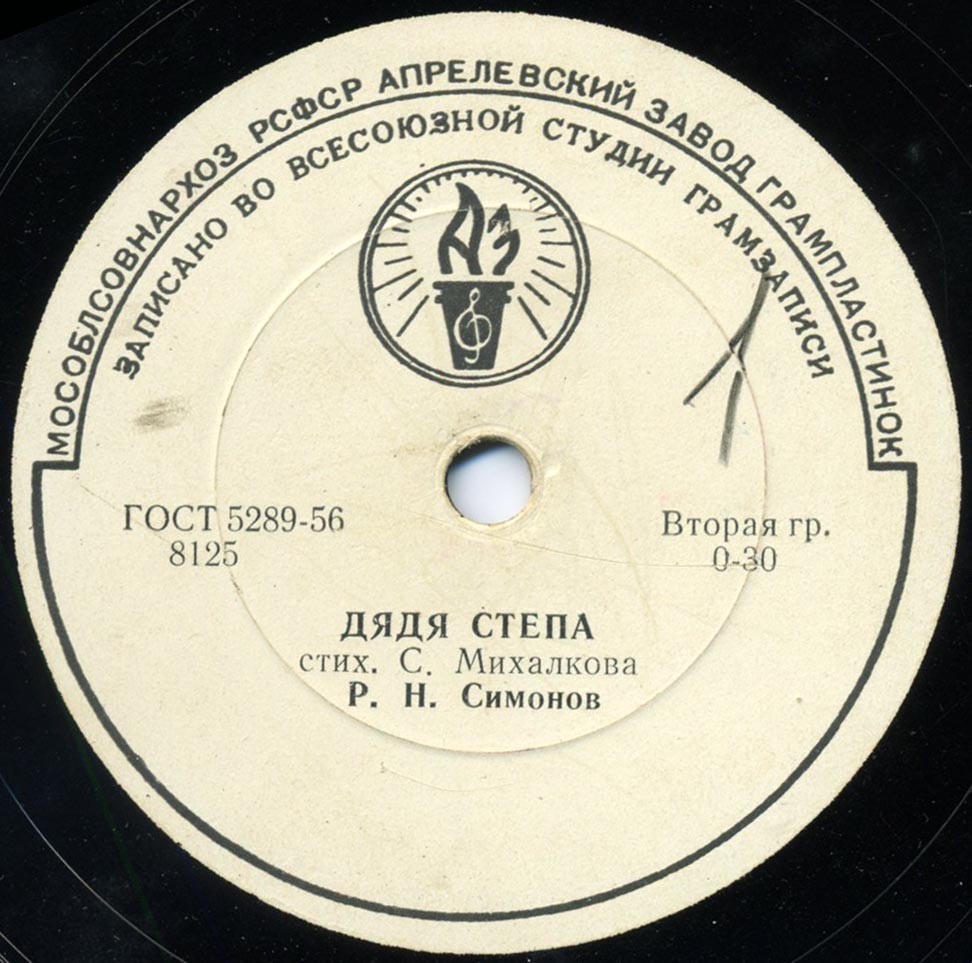 МОСОБЛСОВНАРХОЗ РСФСР АПРЕЛЕВСКИЙ ЗАВОД ГРАМПЛАСТИНОК
ЗАПИСАНО ВО ВСЕСОЮЗНОЙ СТУДИИ ГРАМЗАПИСИ
АЗ
ГОСТ 5289-56
8125
Вторая гр.
0-30
ДЯДЯ СТЕПА
стих. С. Михалкова
Р. Н. Симонов